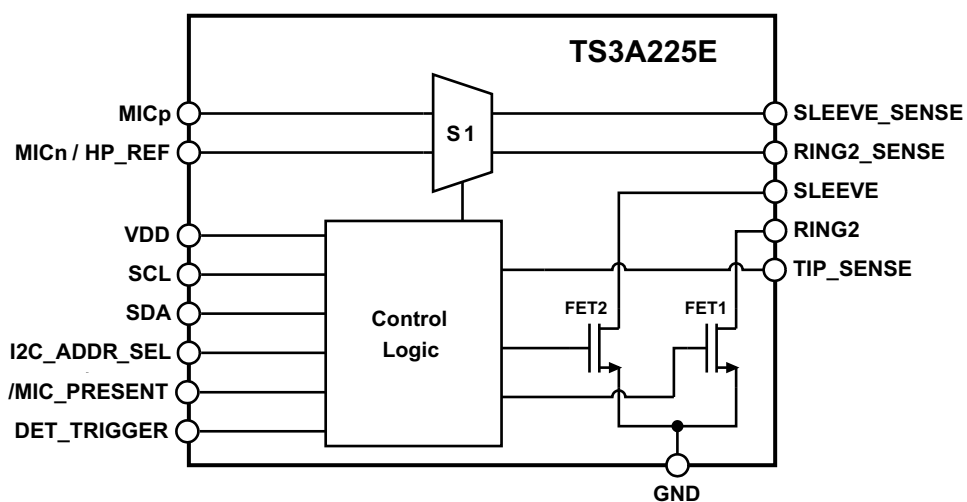 TS3A225E
MICp
MICn / HP_REF
S1
SLEEVE_SENSE
RING2_SENSE
SLEEVE
RING2
TIP_SENSE
VDD
SCL
SDA
I2C_ADDR_SEL
/MIC_PRESENT
DET_TRIGGER
Control
Logic
FET2
FET1
GND